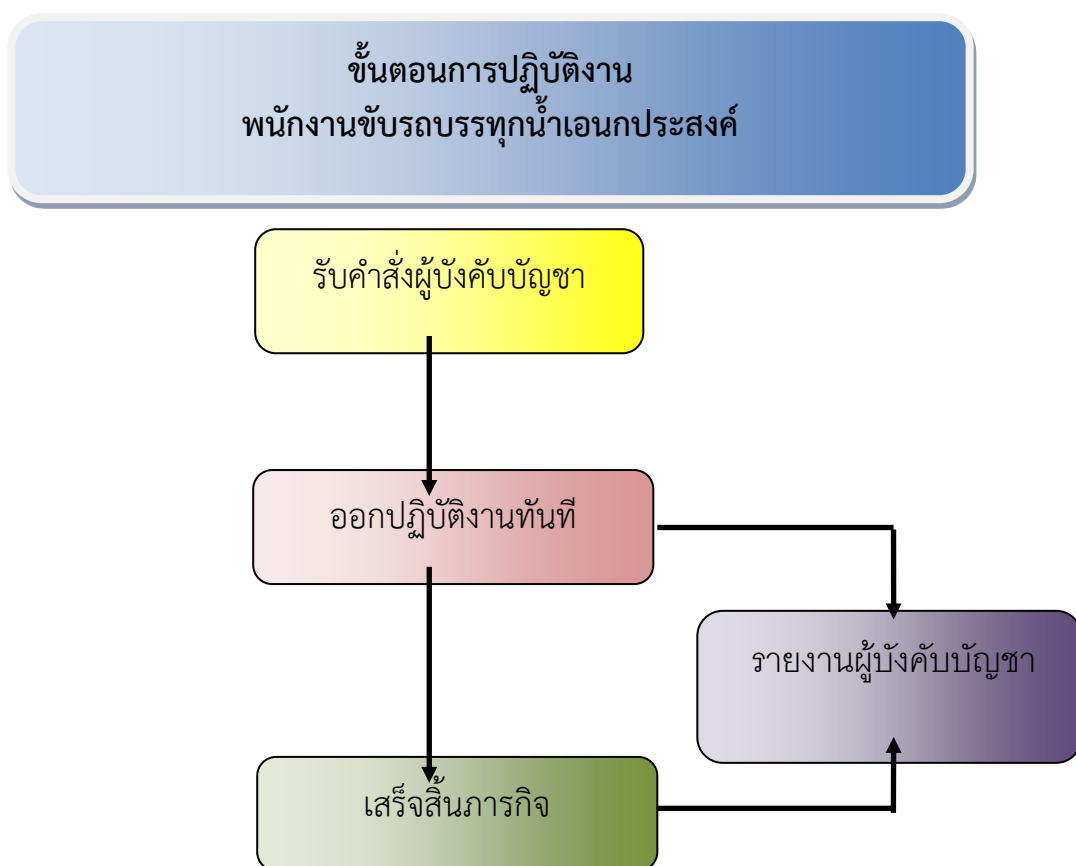 ขั้นตอนการปฏิบัติงาน
พนักงานขับรถบรรทุกน้ำเอนกประสงค์
รับคำสั่งผู้บังคับบัญชา
ออกปฏิบัติงานทันที
รายงานผู้บังคับบัญชา
เสร็จสิ้นภารกิจ